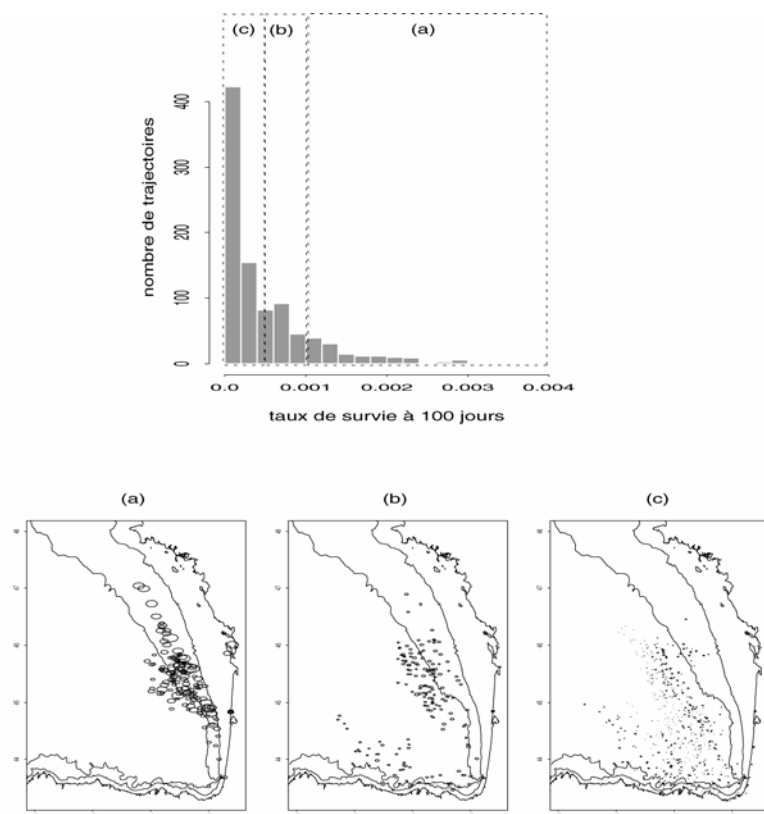 (c) (b) (a)
nombre de trajectoires
400
300
200
100
0
0.0 0.001 0.002 0.003 0.004
taux de survie à 100 jours
(a) (b) (c)